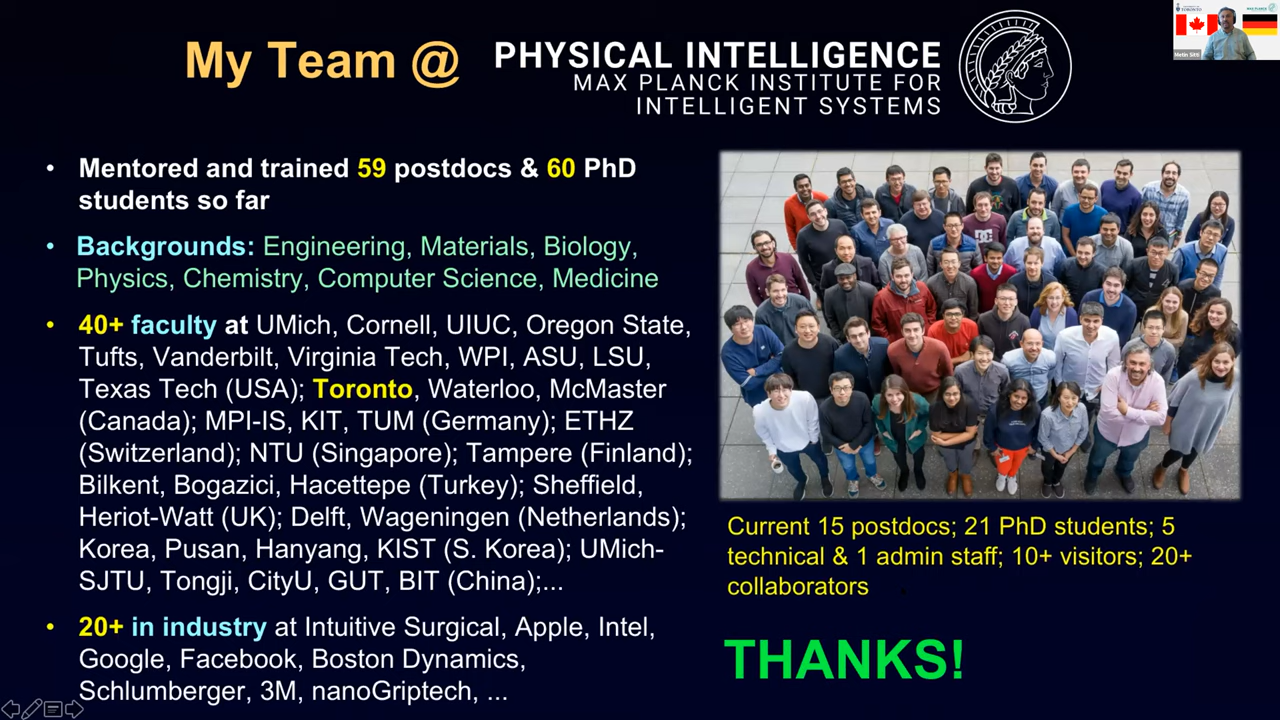 My Team @
PHYSICAL INTELLIGENCE
MAX PLANCK INSTITUTE FOR
INTELLIGENT SYSTEMS
TORONTO
Metin Sitti
• Mentored and trained 59 postdocs & 60 PhD
students so far
• Backgrounds: Engineering, Materials, Biology,
Physics, Chemistry, Computer Science, Medicine
• 40+ faculty at UMich, Cornell, UIUC, Oregon State,
Tufts, Vanderbilt, Virginia Tech, WPI, ASU, LSU,
Texas Tech (USA); Toronto, Waterloo, McMaster
(Canada); MPI-IS, KIT, TUM (Germany); ETHZ
(Switzerland); NTU (Singapore); Tampere (Finland);
Bilkent, Bogazici, Hacettepe (Turkey); Sheffield,
Heriot-Watt (UK); Delft, Wageningen (Netherlands);
Korea, Pusan, Hanyang, KIST (S. Korea); UMich-
SJTU, Tongji, CityU, GUT, BIT (China);...
• 20+ in industry at Intuitive Surgical, Apple, Intel,
Google, Facebook, Boston Dynamics,
Schlumberger, 3M, nanoGriptech, ...
Current 15 postdocs; 21 PhD students; 5
technical & 1 admin staff; 10+ visitors; 20+
collaborators
THANKS!